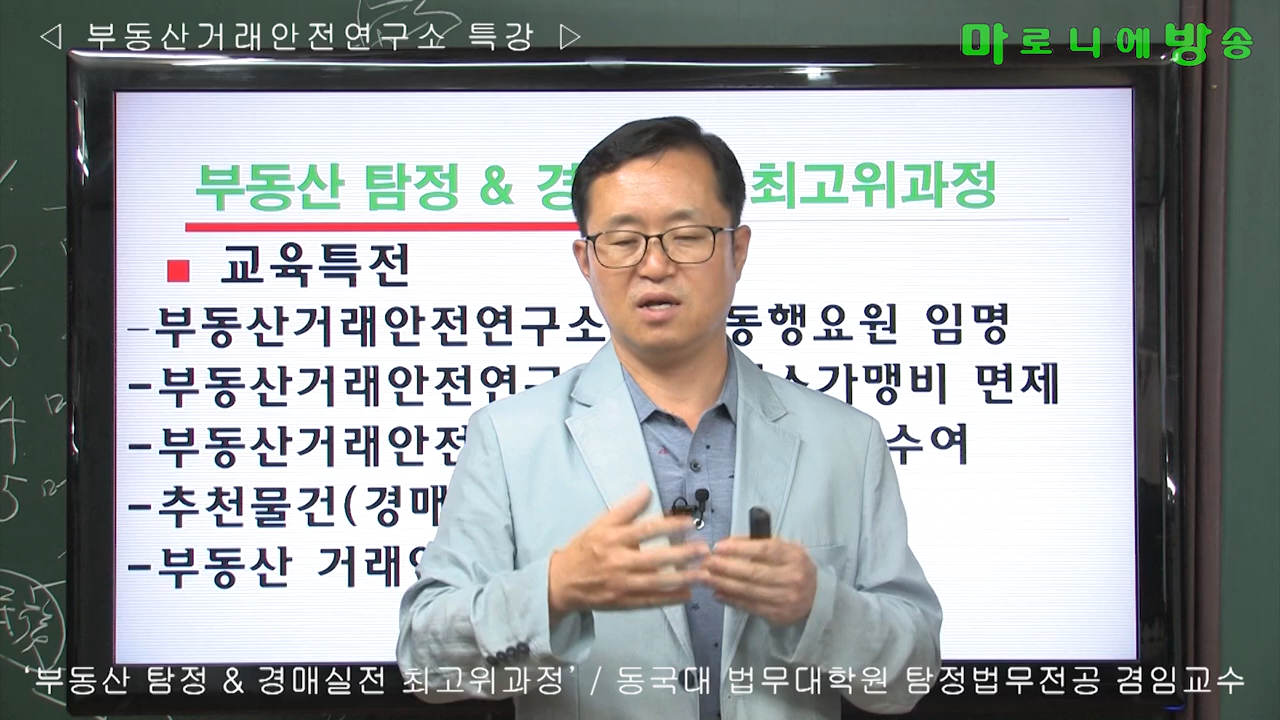 ◁ 부동산거래안전연구소 특강 ▷
마로니에방송
부동산 탐정 & 최고위과정
■ 교육특전
-부동산거래안전연구소 동행요원 임명
-부동산거래안전연 가맹비 면제
-부동산거래안전 수여
-추천물건(경매
-부동산 거래
‘부동산 탐정 & 경매실전 최고위과정’ / 동국대 법무대학원 탐정법무전공 겸임교수
1
2
3
4
5